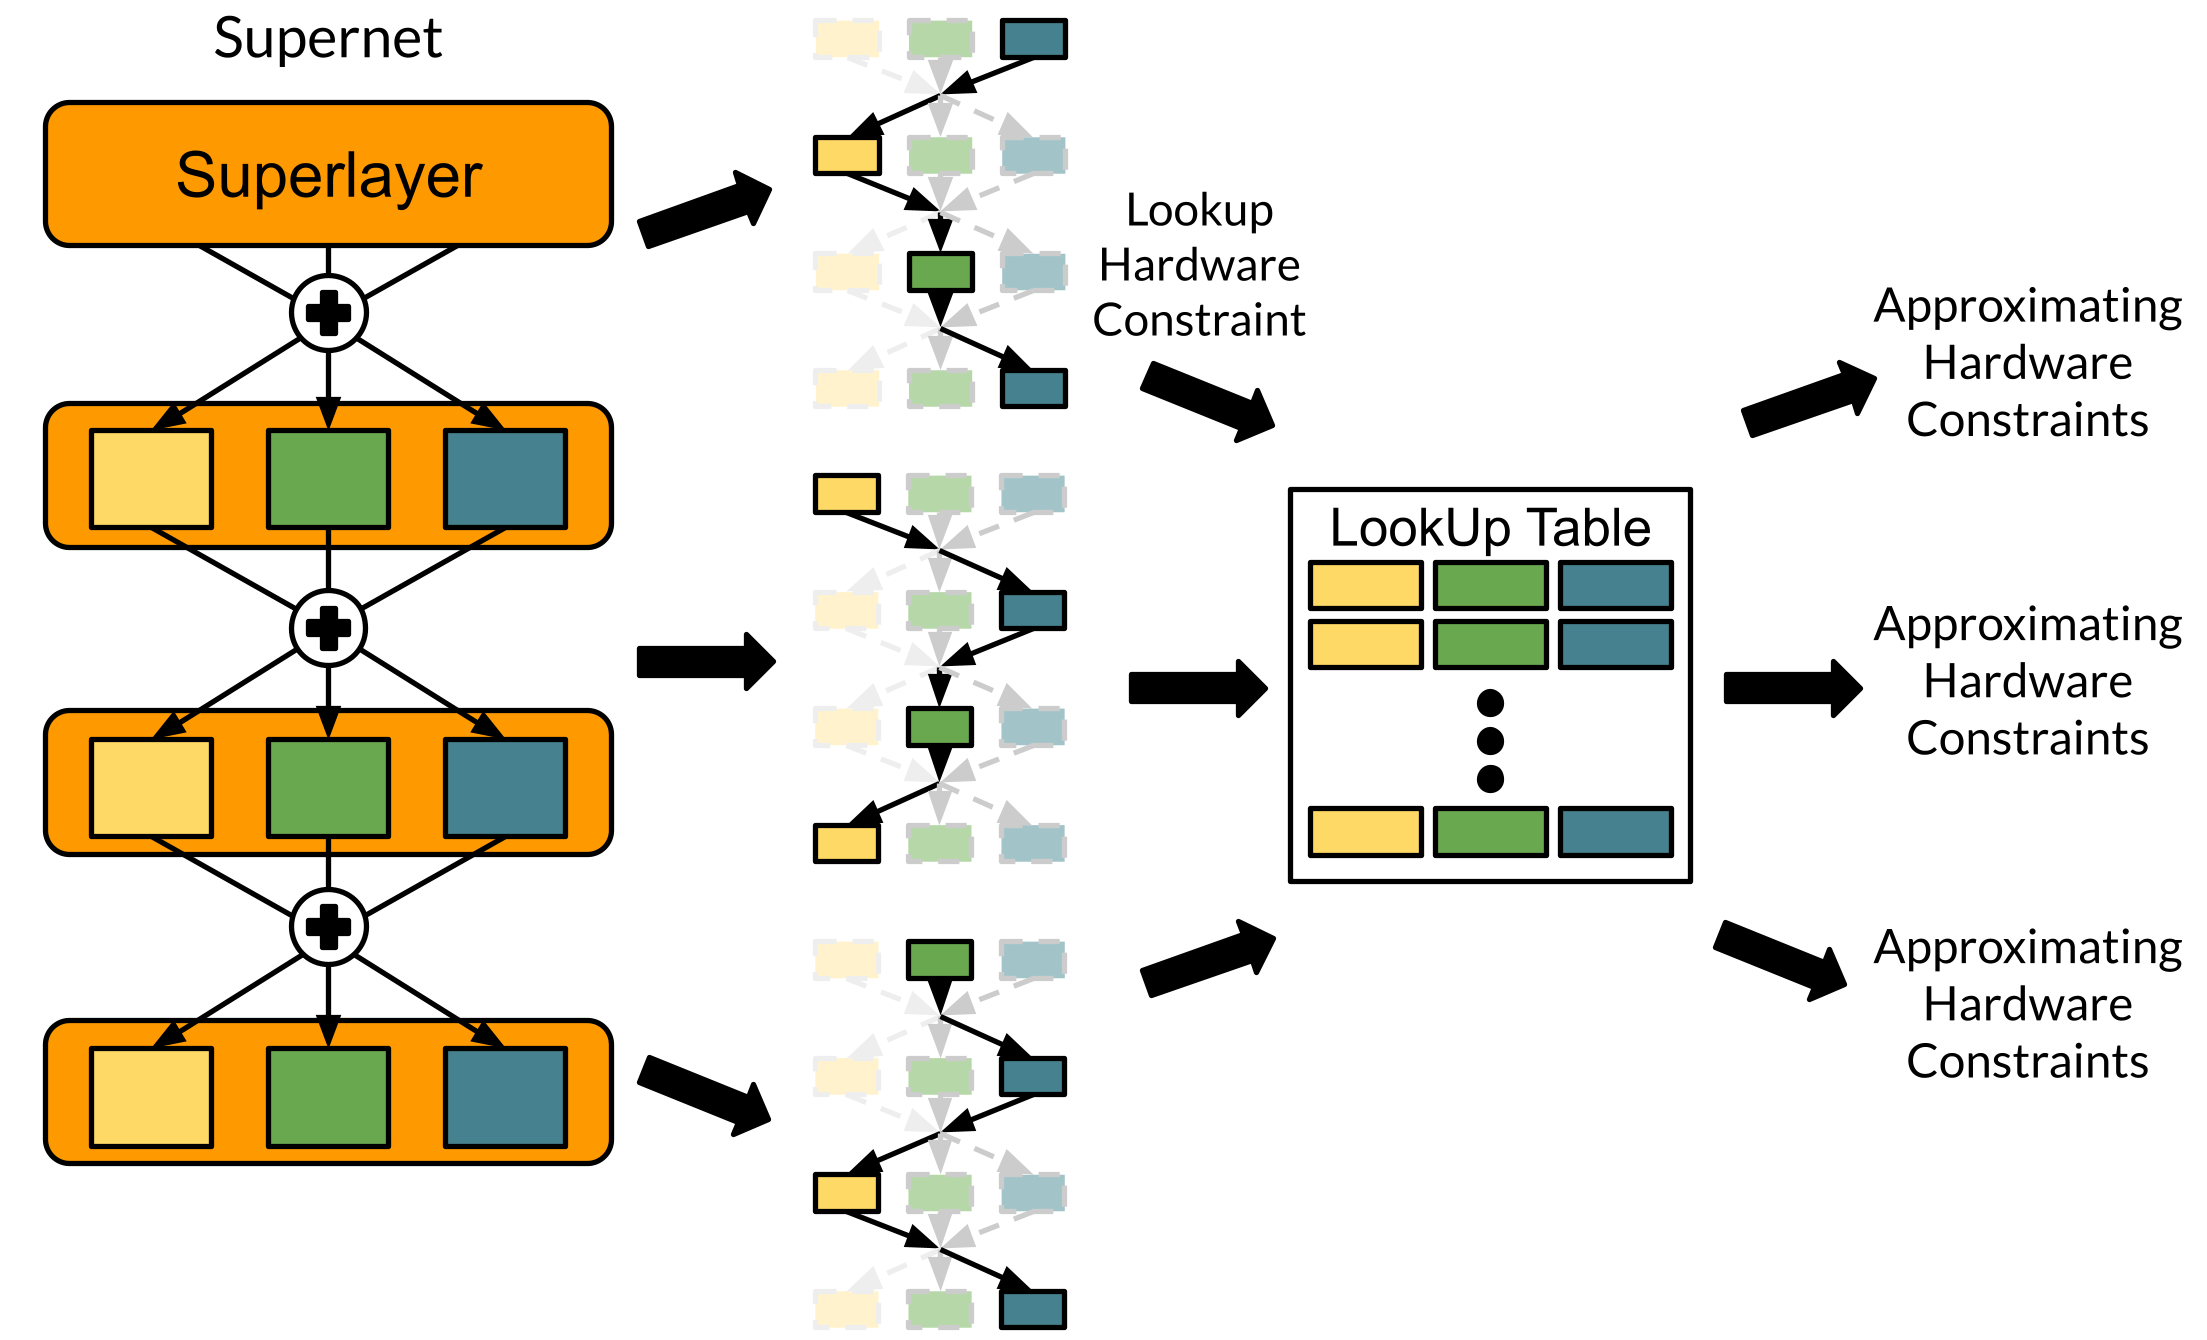 Supernet
Superlayer
Lookup
Hardware
Constraint
LookUp Table
Approximating
Hardware
Constraints
Approximating
Hardware
Constraints
Approximating
Hardware
Constraints